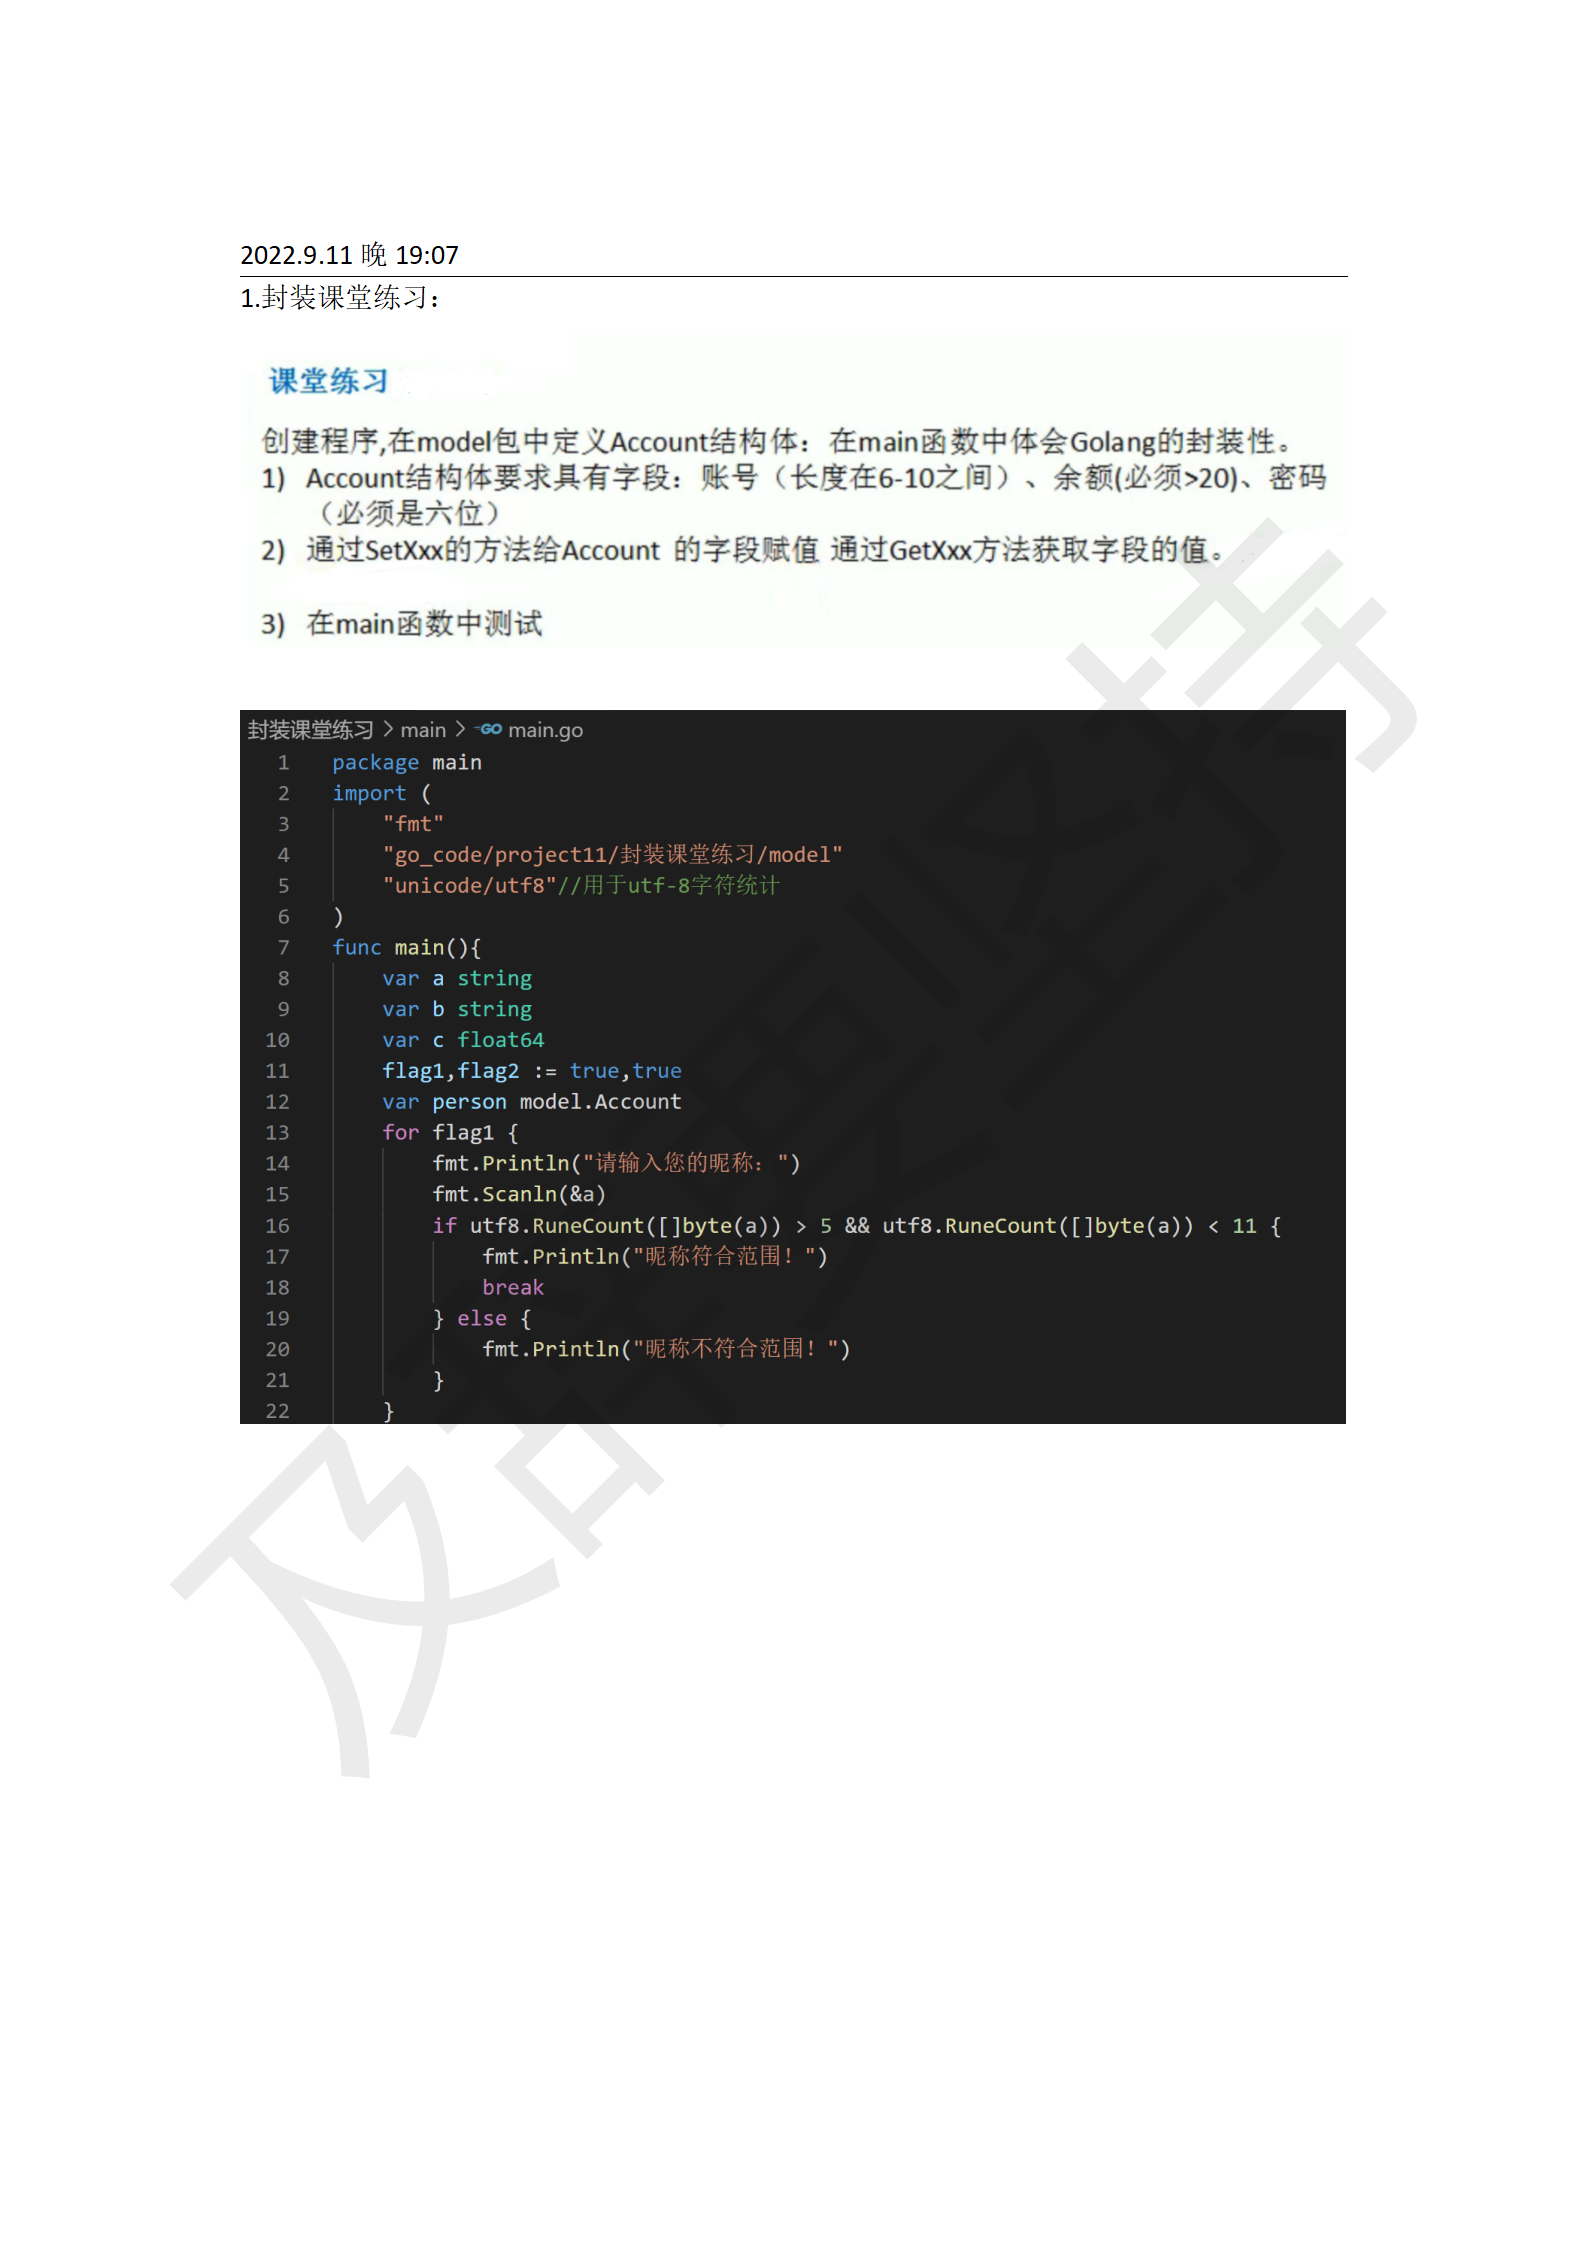 2022.9.11 晚 19:07
1.封装课堂练习：
课堂练习
创建程序,在model包中定义Account结构体：在main函数中体会Golang的封装性。
1) Account结构体要求具有字段：账号（长度在6-10之间）、余额(必须>20)、密码
（必须是六位）
2) 通过SetXxx的方法给Account 的字段赋值 通过GetXxx方法获取字段的值。
3) 在main函数中测试
封装课堂练习 > main > GO main.go
1 package main
2 import (
3 "fmt"
4 "go_code/project11/封装课堂练习/model"
5 "unicode/utf8"//用于utf-8字符统计
6 )
7 func main(){
8 var a string
9 var b string
10 var c float64
11 flag1,flag2 := true,true
12 var person model.Account
13 for flag1 {
14 fmt.Println("请输入您的昵称：")
15 fmt.Scanln(&a)
16 if utf8.RuneCount([]byte(a)) > 5 && utf8.RuneCount([]byte(a)) < 11 {
17 fmt.Println("昵称符合范围！")
18 break
19 } else {
20 fmt.Println("昵称不符合范围！")
21 }
22 }